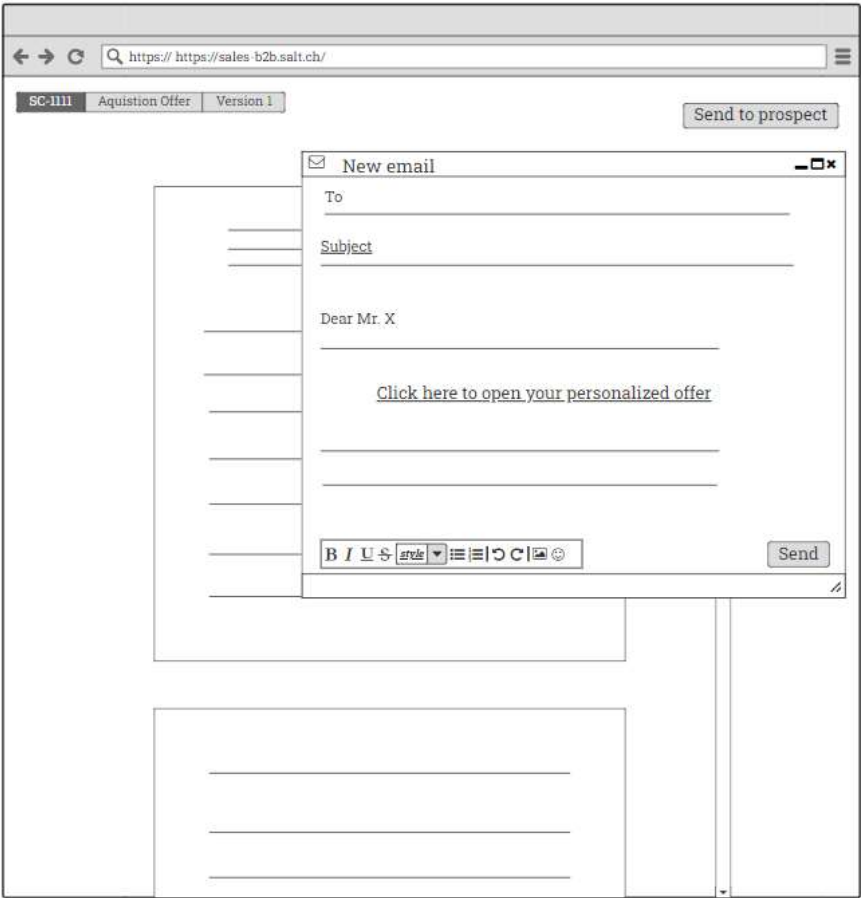 https:// https://sales-b2b.salt.ch/
SC-1111 Aquistion Offer Version 1
Send to prospect
New email
To
Subject
Dear Mr. X
Click here to open your personalized offer
B I U S style
Send